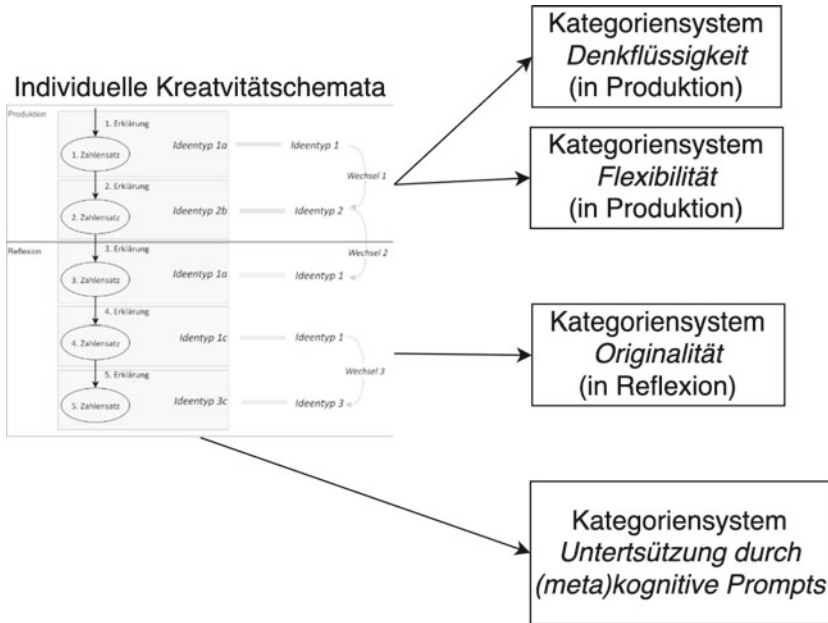 Individuelle Kreatvitätschemata
Produktion
1. Erklärung
1. Zahlensatz
Ideentyp 1a
Ideentyp 1
Wechsel 1
2. Erklärung
2. Zahlensatz
Ideentyp 2b
Ideentyp 2
Reflexion
3. Erklärung
Wechsel 2
3. Zahlensatz
Ideentyp 1a
Ideentyp 1
4. Erklärung
4. Zahlensatz
Identyp 1c
Ideentyp 1
Wechsel 3
5. Erklärung
5. Zahlensatz
Ideentyp 3c
Ideentyp 3
Kategoriensystem
Denkflüssigkeit
(in Produktion)
Kategoriensystem
Flexibilität
(in Produktion)
Kategoriensystem
Originalität
(in Reflexion)
Kategoriensystem
Untertsützung durch
(meta)kognitive Prompts